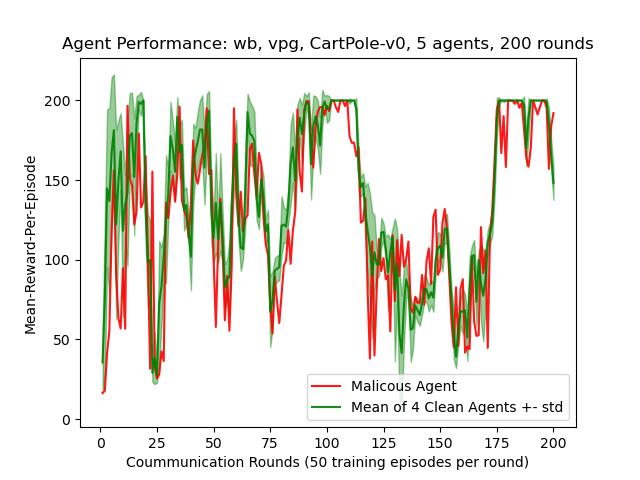 Agent Performance: wb, vpg, CartPole-v0, 5 agents, 200 rounds
Mean-Reward-Per-Episode
200
150
100
50
0
Malicous Agent
Mean of 4 Clean Agents +- std
0 25 50 75 100 125 150 175 200
Coummunication Rounds (50 training episodes per round)